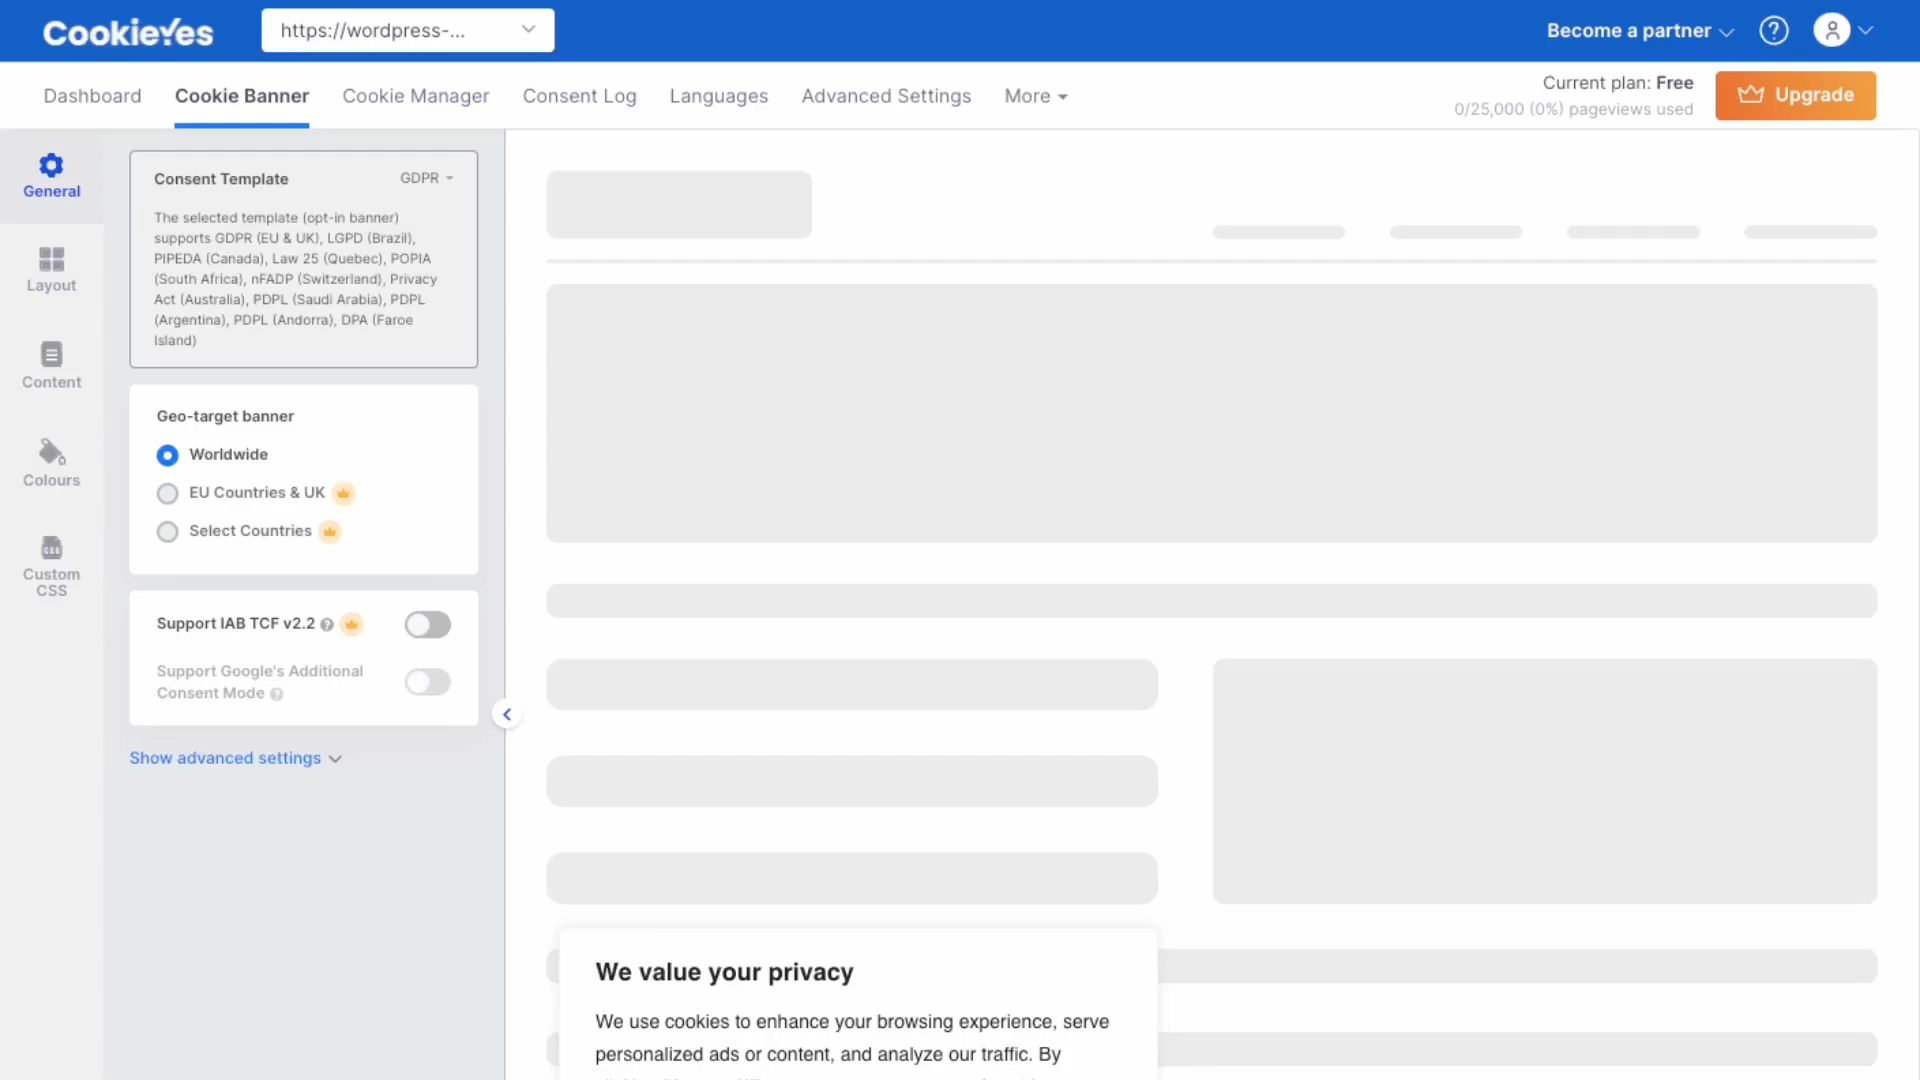 CookieYes
https://wordpress-...
Become a partner
Dashboard
Cookie Banner
Cookie Manager
Consent Log
Languages
Advanced Settings
More
Current plan: Free
0/25,000 (0%) pageviews used
Upgrade
General
Layout
Content
Colours
CSS
Custom
CSS
Consent Template
GDPR
The selected template (opt-in banner)
supports GDPR (EU & UK), LGPD (Brazil),
PIPEDA (Canada), Law 25 (Quebec), POPIA
(South Africa), nFADP (Switzerland), Privacy
Act (Australia), PDPL (Saudi Arabia), PDPL
(Argentina), PDPL (Andorra), DPA (Faroe
Island)
Geo-target banner
Worldwide
EU Countries & UK
Select Countries
Support IAB TCF v2.2
Support Google's Additional
Consent Mode
Show advanced settings
We value your privacy
We use cookies to enhance your browsing experience, serve
personalized ads or content, and analyze our traffic. By